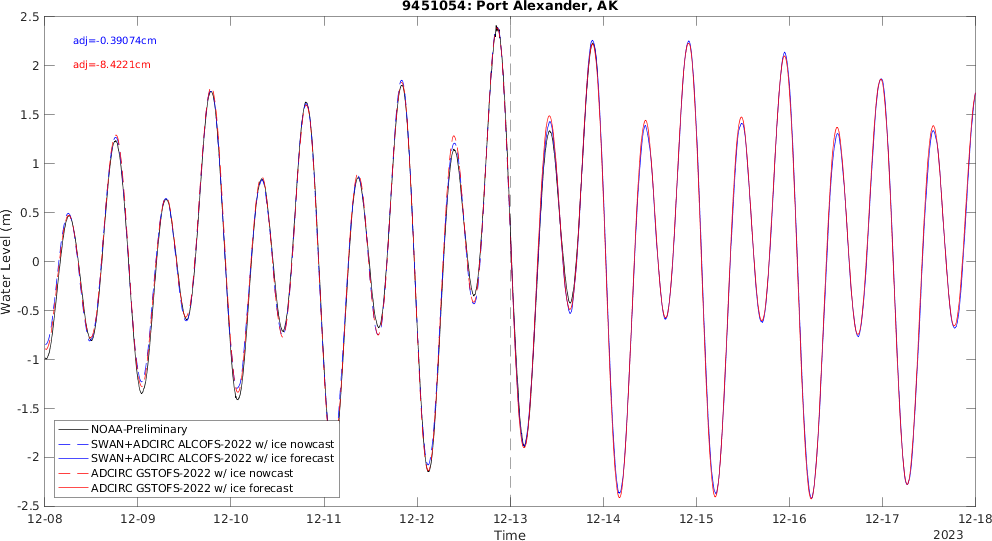 9451054: Port Alexander, AK
adj=-0.39074cm
adj=-8.4221cm
2.5
2
1.5
1
0.5
0
-0.5
-1
-1.5
-2
-2.5
Water Level (m)
NOAA-Preliminary
SWAN+ADCIRC ALCOFS-2022 w/ ice nowcast
SWAN+ADCIRC ALCOFS-2022 w/ ice forecast
ADCIRC GSTOFS-2022 w/ ice nowcast
ADCIRC GSTOFS-2022 w/ ice forecast
12-08 12-09 12-10 12-11 12-12 12-13 12-14 12-15 12-16 12-17 12-18
Time
2023